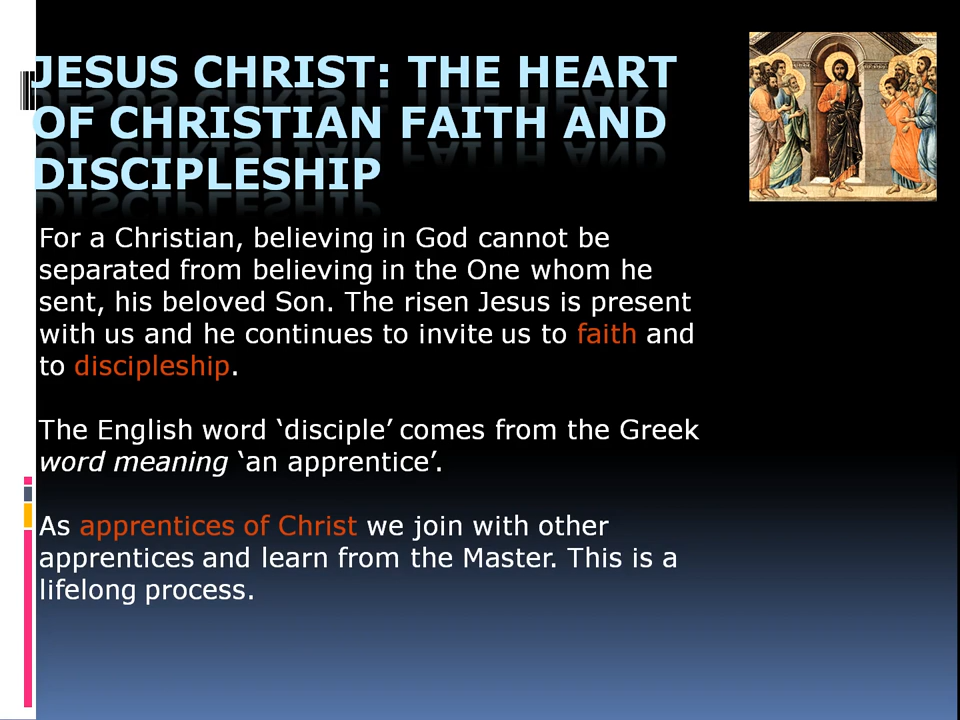 JESUS CHRIST: THE HEART
OF CHRISTIAN FAITH AND
DISCIPLESHIP
For a Christian, believing in God cannot be
separated from believing in the One whom he
sent, his beloved Son. The risen Jesus is present
with us and he continues to invite us to faith and
to discipleship.
The English word ‘disciple’ comes from the Greek
word meaning ‘an apprentice’.
As apprentices of Christ we join with other
apprentices and learn from the Master. This is a
lifelong process.